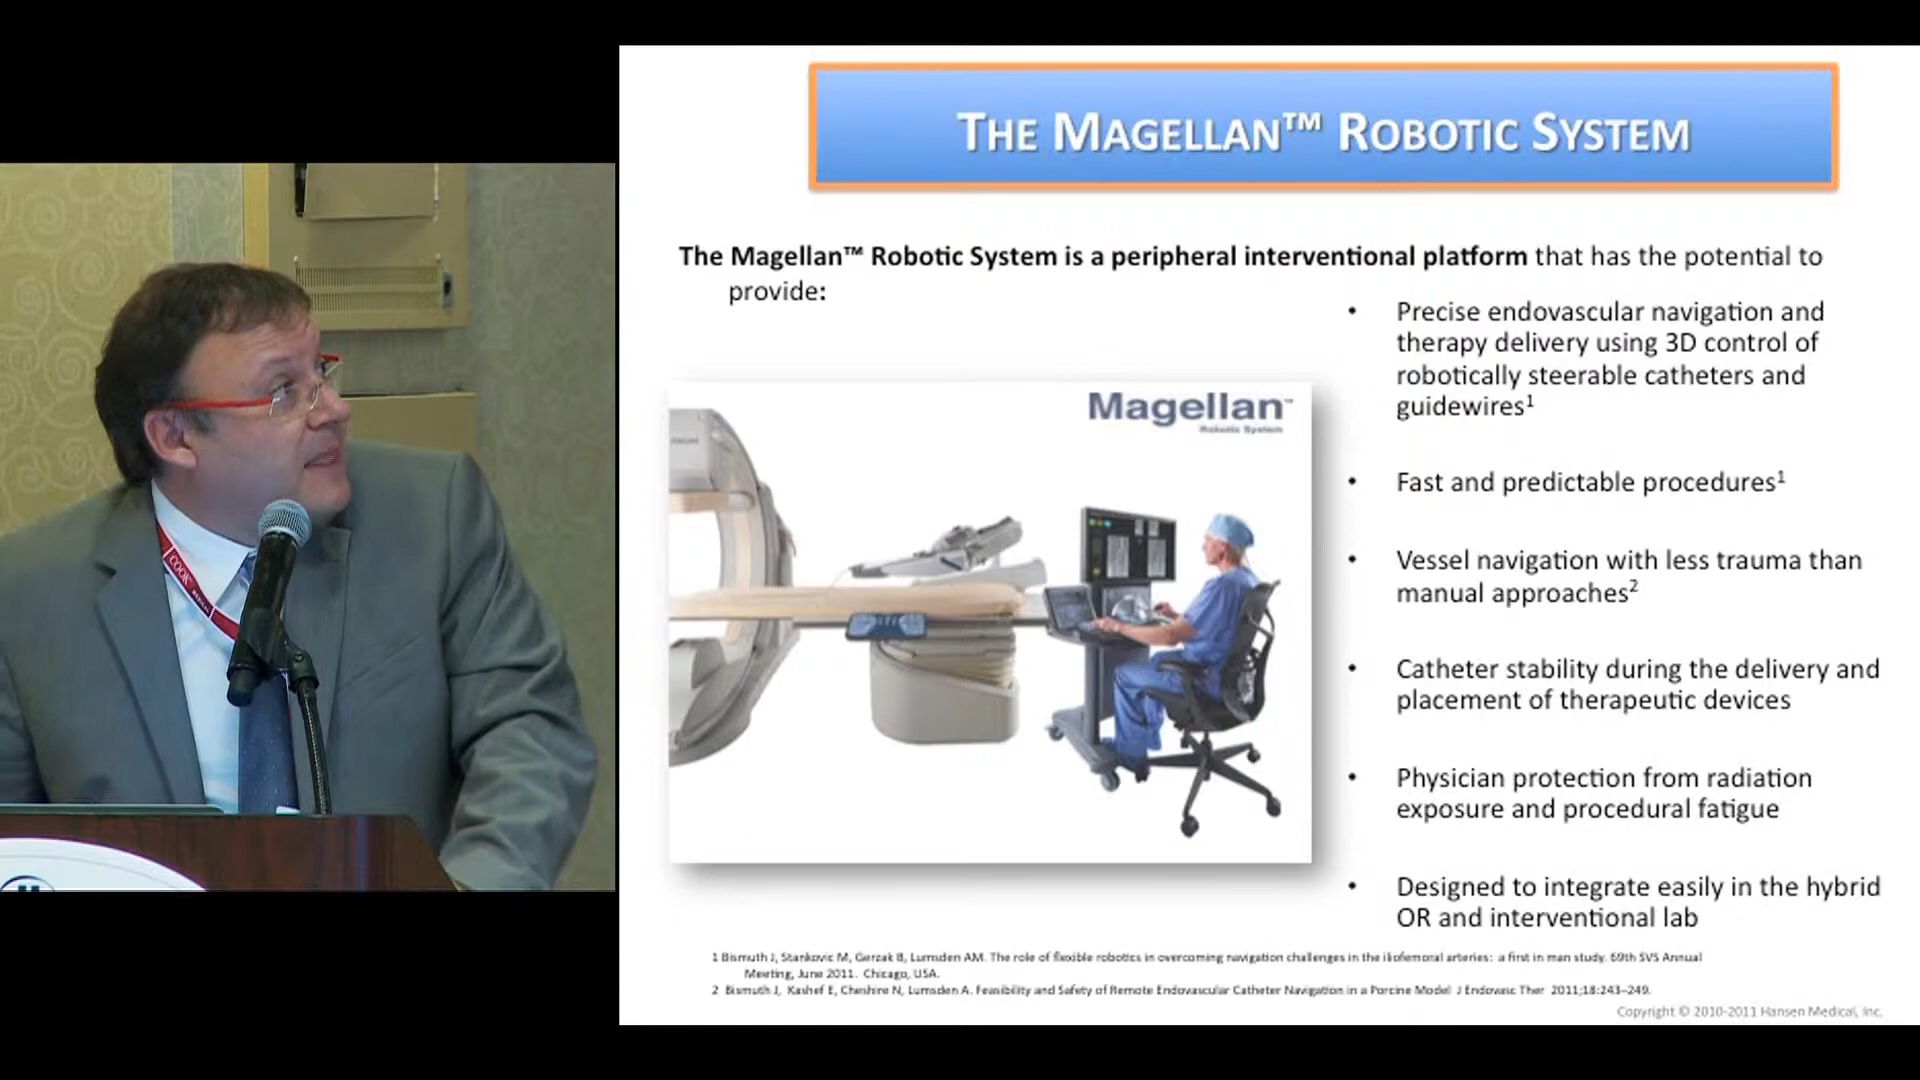 THE MAGELLAN™ ROBOTIC SYSTEM
The Magellan™ Robotic System is a peripheral interventional platform that has the potential to
provide:
Magellan™
Robotic System
• Precise endovascular navigation and
therapy delivery using 3D control of
robotically steerable catheters and
guidewires1
• Fast and predictable procedures1
• Vessel navigation with less trauma than
manual approaches2
• Catheter stability during the delivery and
placement of therapeutic devices
• Physician protection from radiation
exposure and procedural fatigue
• Designed to integrate easily in the hybrid
OR and interventional lab
1 Bismuth J, Stankovic M, Gerzak B, Lumsden AM. The role of flexible robotics in overcoming navigation challenges in the iliofemoral arteries: a first in man study. 69th SVS Annual
Meeting, June 2011. Chicago, USA.
2 Bismuth J, Kashef E, Cheshire N, Lumsden A. Feasibility and Safety of Remote Endovascular Catheter Navigation in a Porcine Model J Endovasc Ther 2011;18:243–249.
Copyright © 2010-2011 Hansen Medical, Inc.
COOK
MEDICAL